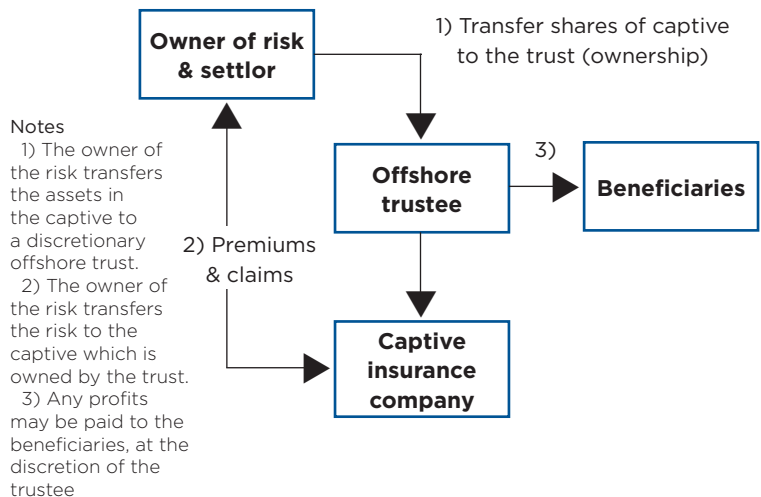 Owner of risk
& settlor
1) Transfer shares of captive
to the trust (ownership)
Notes
1) The owner of
the risk transfers
the assets in
the captive to
a discretionary
offshore trust.
2) The owner of
the risk transfers
the risk to the
captive which is
owned by the trust.
3) Any profits
may be paid to the
beneficiaries, at the
discretion of the
trustee
2) Premiums
& claims
Offshore
trustee
3)
Beneficiaries
Captive
insurance
company